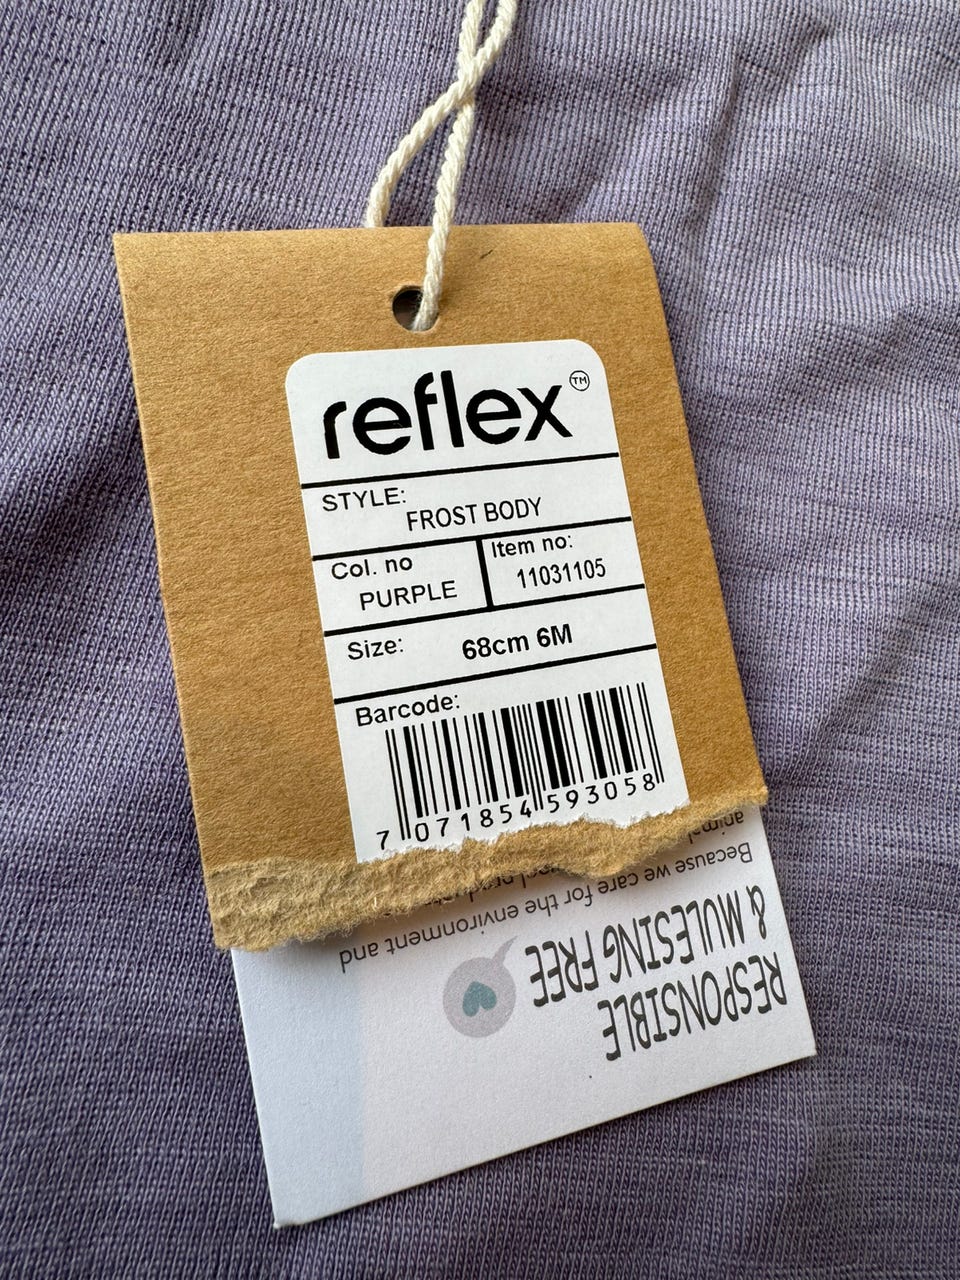 reflex™
STYLE:
FROST BODY
Col. no
PURPLE
Item no:
11031105
Size: 68cm 6M
Barcode:
7 071854 593058
RESPONSIBLE
& MULESING FREE
Because we care for the environment and
animal